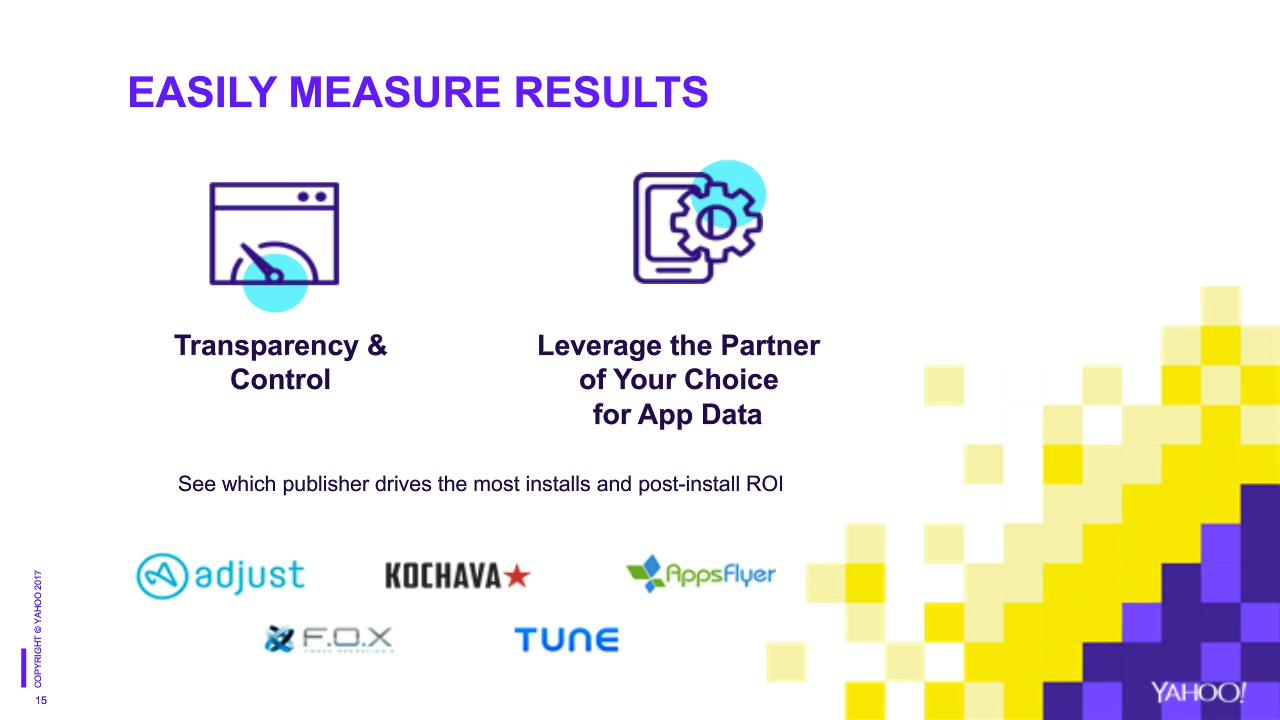 EASILY MEASURE RESULTS
Transparency &
Control
Leverage the Partner
of Your Choice
for App Data
See which publisher drives the most installs and post-install ROI
adjust
KOCHAVA
AppsFlyer
F.O.X
TUNE
COPYRIGHT © YAHOO 2017
15
YAHOO!